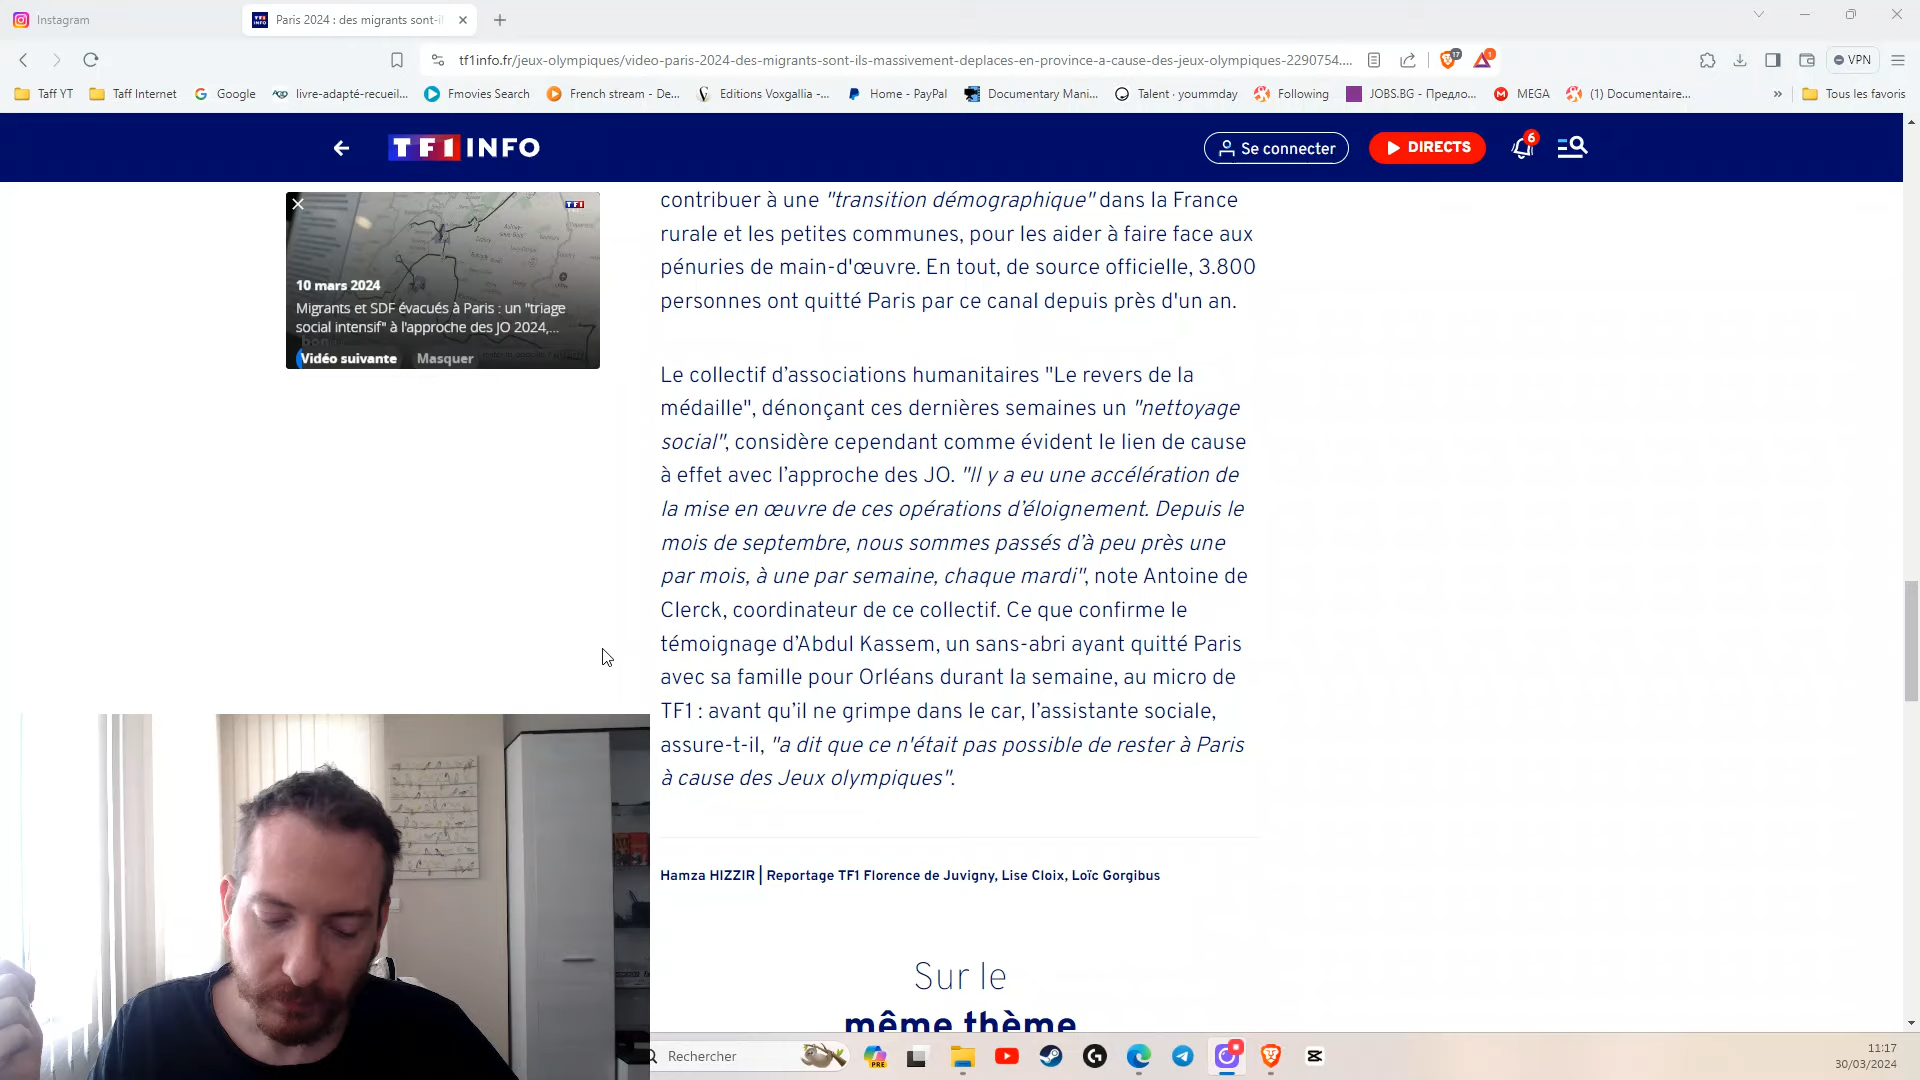 Instagram
Paris 2024 : des migrants sont-il
tf1info.fr/jeux-olympiques/video-paris-2024-des-migrants-sont-ils-massivement-deplaces-en-province-a-cause-des-jeux-olympiques-2290754....
17
1
VPN
Taff YT
Taff Internet
Google
livre-adapté-recueil...
Fmovies Search
French stream - De...
Editions Voxgallia -...
Home - PayPal
Documentary Mani...
Talent · yoummday
Following
JOBS.BG - Предло...
MEGA
(1) Documentaire...
»
Tous les favoris
TF1 INFO
Se connecter
DIRECTS
6
TF1
10 mars 2024
Migrants et SDF évacués à Paris : un "triage
social intensif" à l'approche des JO 2024,...
Vidéo suivante
Masquer
contribuer à une "transition démographique" dans la France
rurale et les petites communes, pour les aider à faire face aux
pénuries de main-d'œuvre. En tout, de source officielle, 3.800
personnes ont quitté Paris par ce canal depuis près d'un an.
Le collectif d’associations humanitaires "Le revers de la
médaille", dénonçant ces dernières semaines un "nettoyage
social", considère cependant comme évident le lien de cause
à effet avec l’approche des JO. "Il y a eu une accélération de
la mise en œuvre de ces opérations d’éloignement. Depuis le
mois de septembre, nous sommes passés d’à peu près une
par mois, à une par semaine, chaque mardi", note Antoine de
Clerck, coordinateur de ce collectif. Ce que confirme le
témoignage d’Abdul Kassem, un sans-abri ayant quitté Paris
avec sa famille pour Orléans durant la semaine, au micro de
TF1 : avant qu’il ne grimpe dans le car, l’assistante sociale,
assure-t-il, "a dit que ce n'était pas possible de rester à Paris
à cause des Jeux olympiques".
Hamza HIZZIR | Reportage TF1 Florence de Juvigny, Lise Cloix, Loïc Gorgibus
Sur le
même thème
Rechercher
PRE
11:17
30/03/2024